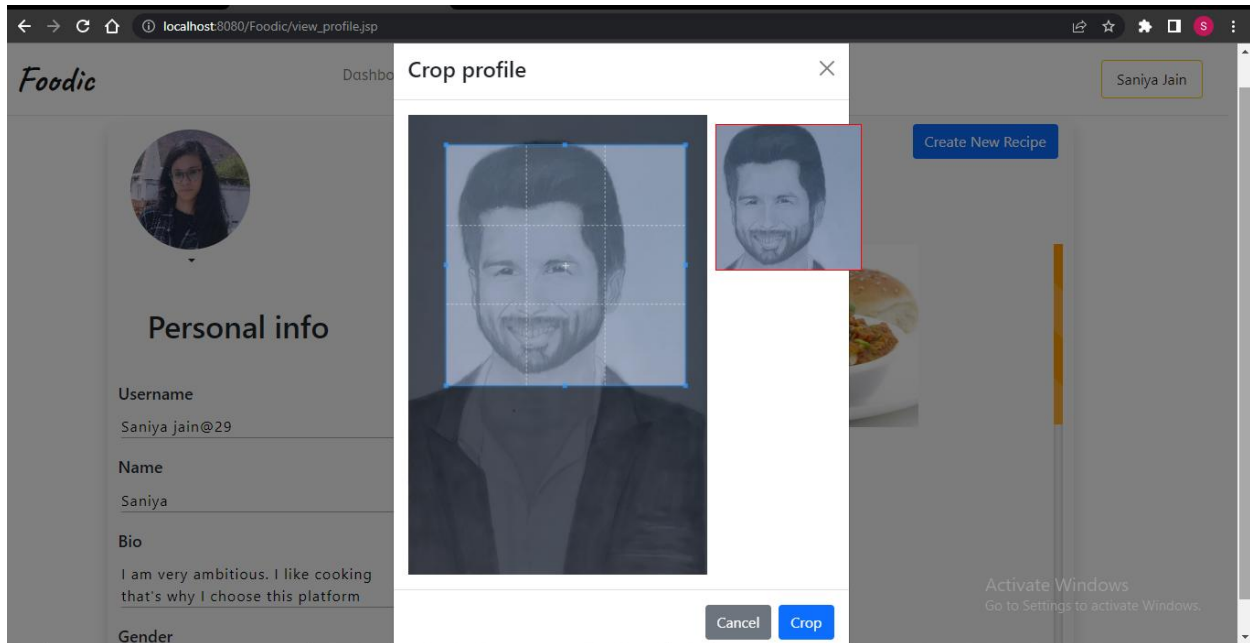 localhost:8080/Foodic/view_profile.jsp
S
Foodic
Dashbo
Crop profile
Saniya Jain
Create New Recipe
Personal info
Username
Saniya jain@29
Name
Saniya
Bio
I am very ambitious. I like cooking
that's why I choose this platform
Gender
Cancel
Crop
Activate Windows
Go to Settings to activate Windows.